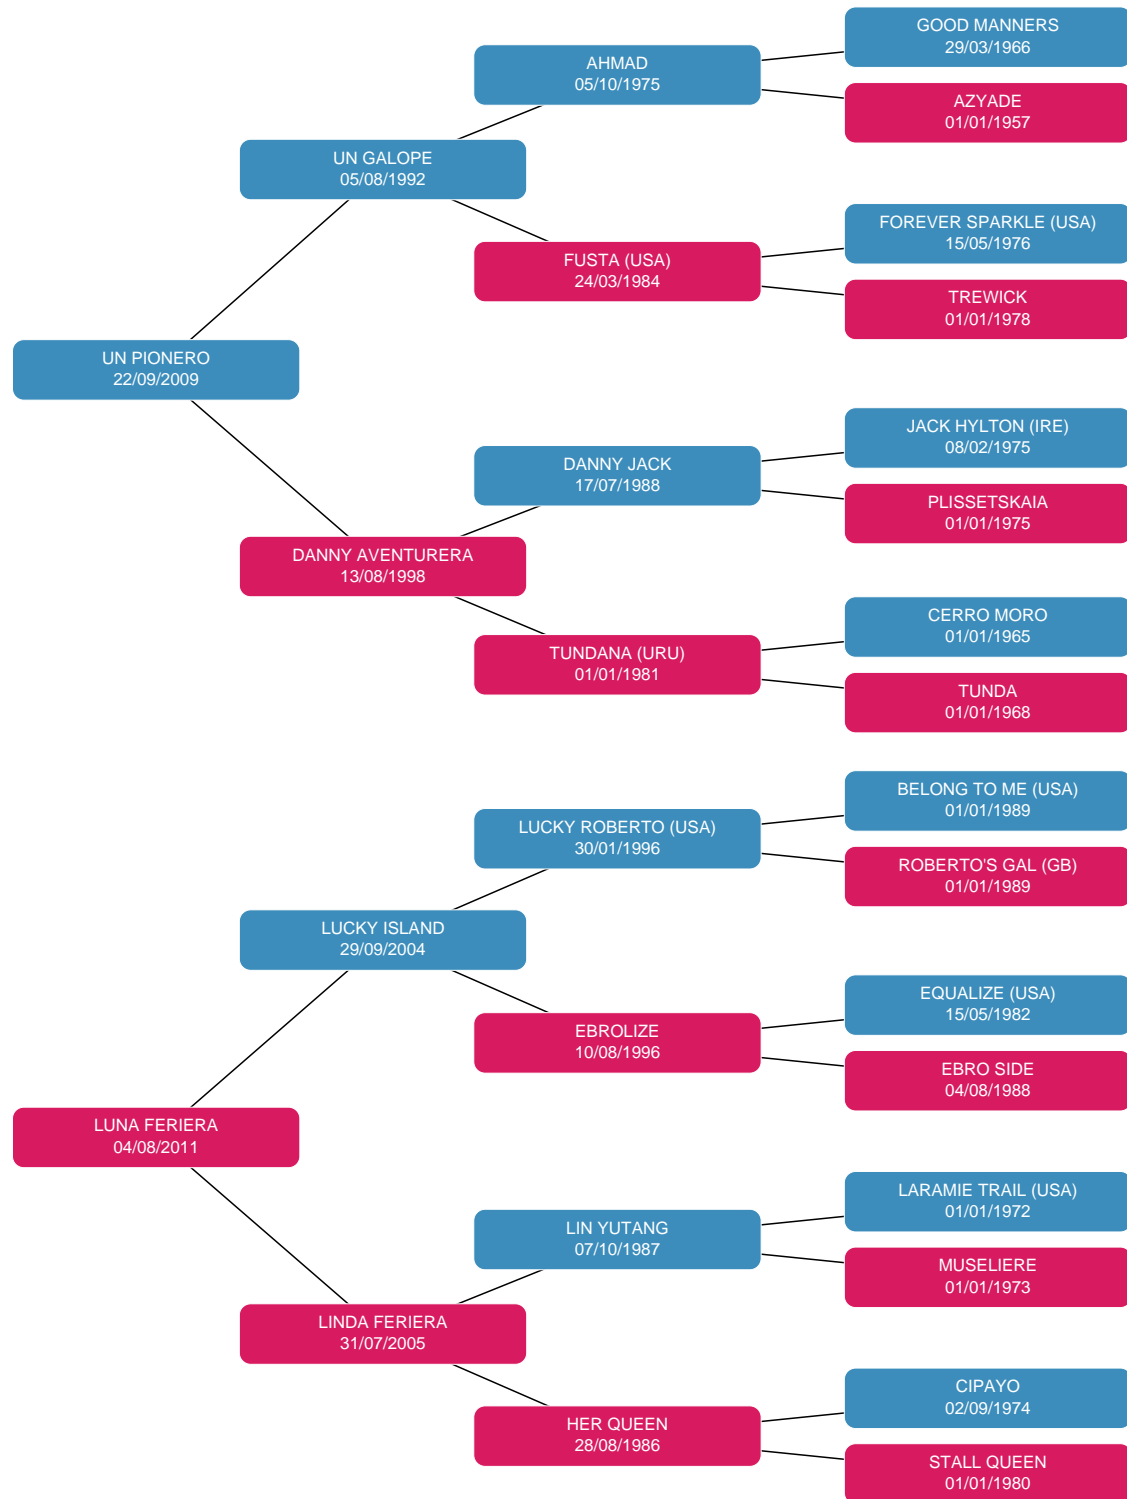 GOOD MANNERS
29/03/1966
AHMAD
05/10/1975
AZYADE
01/01/1957
UN GALOPE
05/08/1992
FOREVER SPARKLE (USA)
15/05/1976
FUSTA (USA)
24/03/1984
TREWICK
01/01/1978
UN PIONERO
22/09/2009
JACK HYLTON (IRE)
08/02/1975
DANNY JACK
17/07/1988
PLISSETSKAIA
01/01/1975
DANNY AVENTURERA
13/08/1998
CERRO MORO
01/01/1965
TUNDANA (URU)
01/01/1981
TUNDA
01/01/1968
BELONG TO ME (USA)
01/01/1989
LUCKY ROBERTO (USA)
30/01/1996
ROBERTO'S GAL (GB)
01/01/1989
LUCKY ISLAND
29/09/2004
EQUALIZE (USA)
15/05/1982
EBROLIZE
10/08/1996
EBRO SIDE
04/08/1988
LUNA FERIERA
04/08/2011
LARAMIE TRAIL (USA)
01/01/1972
LIN YUTANG
07/10/1987
MUSELIERE
01/01/1973
LINDA FERIERA
31/07/2005
CIPAYO
02/09/1974
HER QUEEN
28/08/1986
STALL QUEEN
01/01/1980